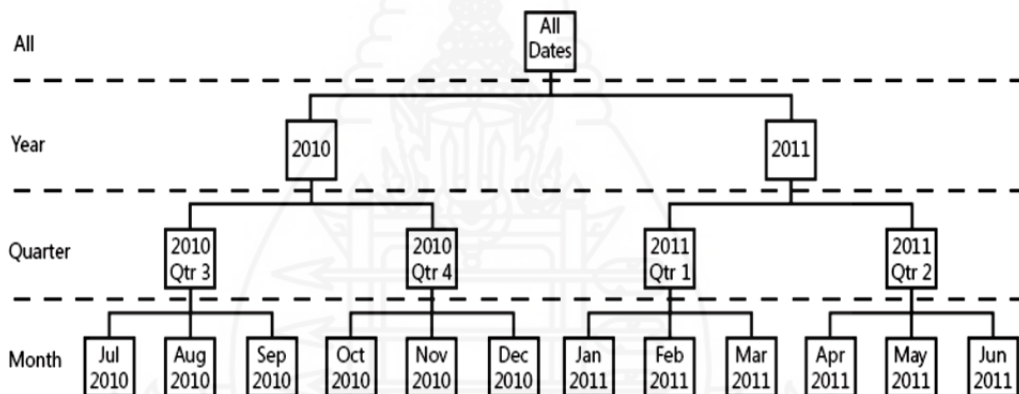 All
All
Dates
Year
2010
2011
Quarter
2010
Qtr 3
2010
Qtr 4
2011
Qtr 1
2011
Qtr 2
Month
Jul
2010
Aug
2010
Sep
2010
Oct
2010
Nov
2010
Dec
2010
Jan
2011
Feb
2011
Mar
2011
Apr
2011
May
2011
Jun
2011